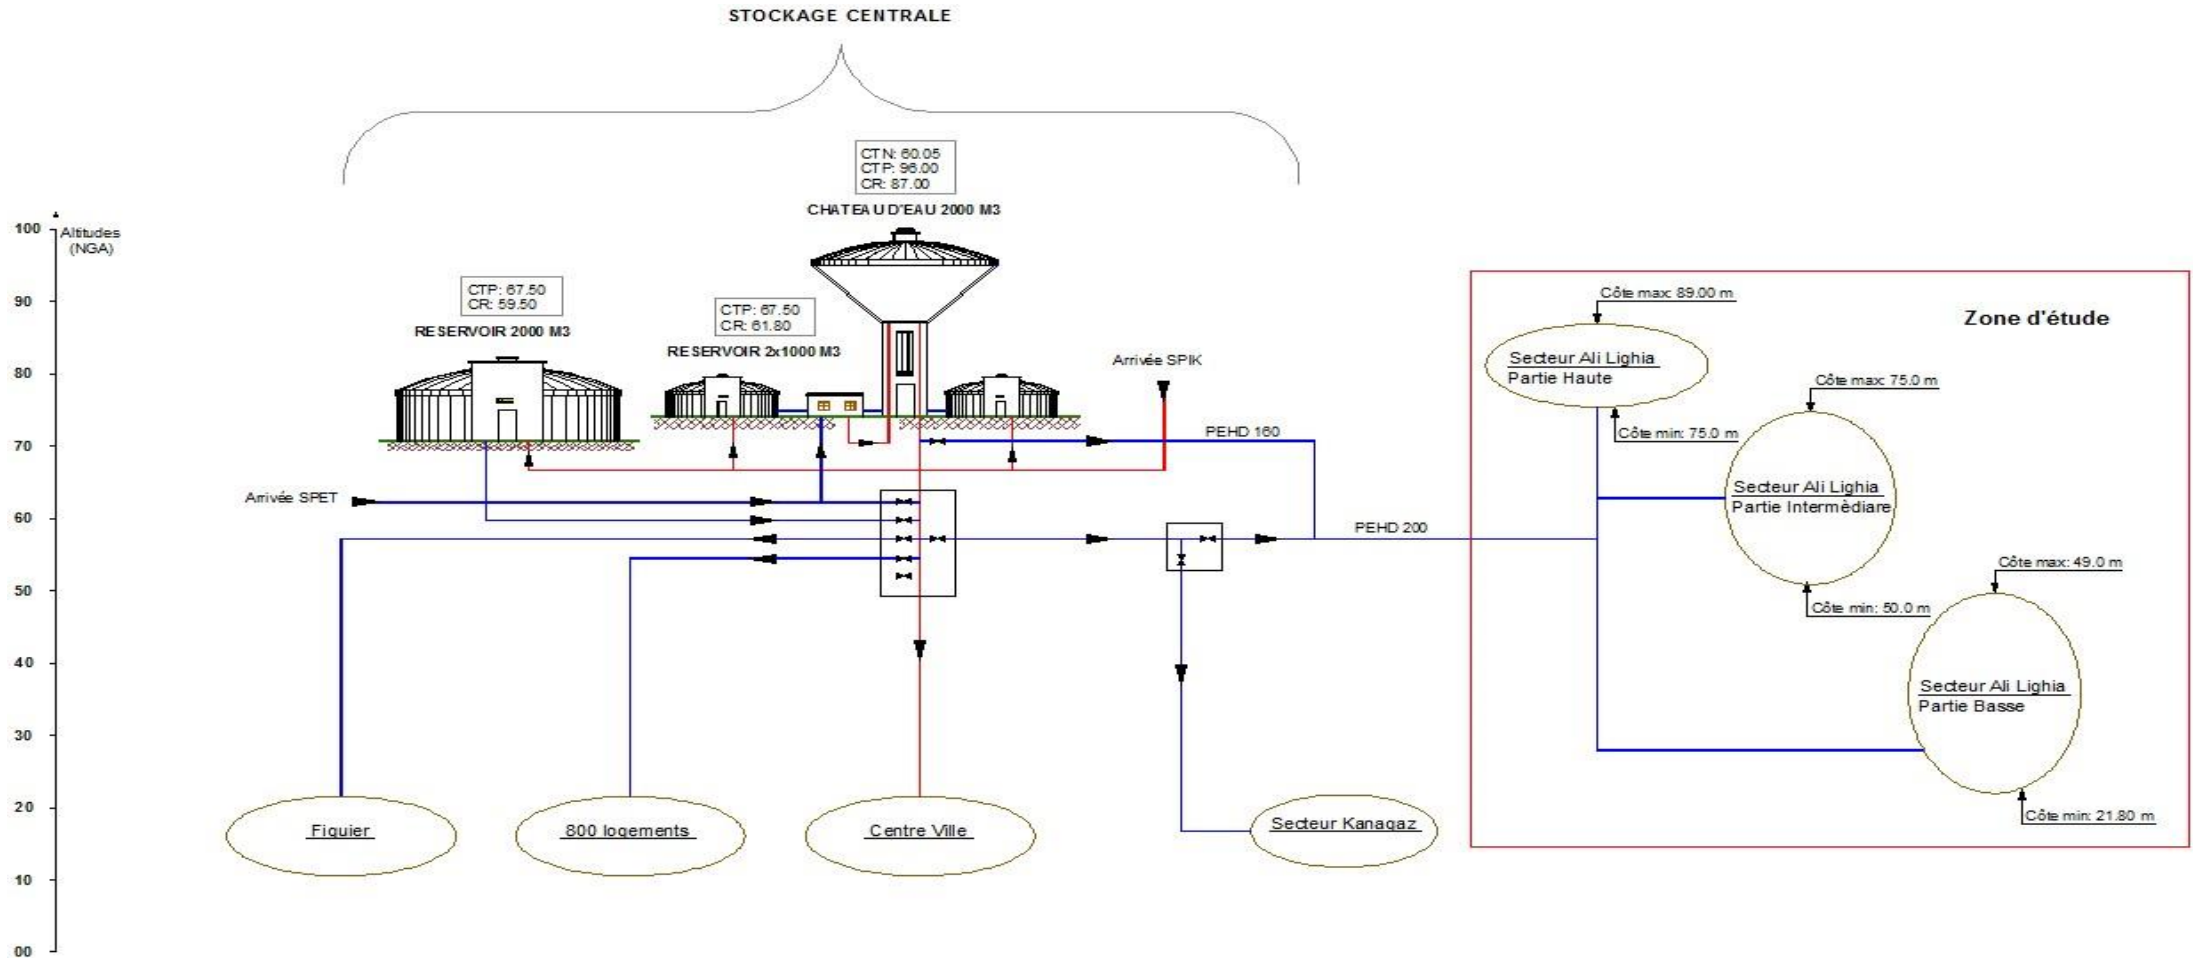 STOCKAGE CENTRALE
CTN: 60.05
CTP: 96.00
CR: 87.00
CHATEAU D'EAU 2000 M3
100
Altitudes
(NGA)
90
80
70
60
50
40
30
20
10
00
CTP: 67.50
CR: 59.50
RESERVOIR 2000 M3
CTP: 67.50
CR: 61.80
RESERVOIR 2x1000 M3
Arrivée SPIK
Arrivée SPET
PEHD 160
PEHD 200
Zone d'étude
Côte max: 89.00 m
Secteur Ali Lighia
Partie Haute
Côte min: 75.0 m
Côte max: 75.0 m
Secteur Ali Lighia
Partie Intermèdiare
Côte min: 50.0 m
Côte max: 49.0 m
Secteur Ali Lighia
Partie Basse
Côte min: 21.80 m
Figuier
800 logements
Centre Ville
Secteur Kanagaz